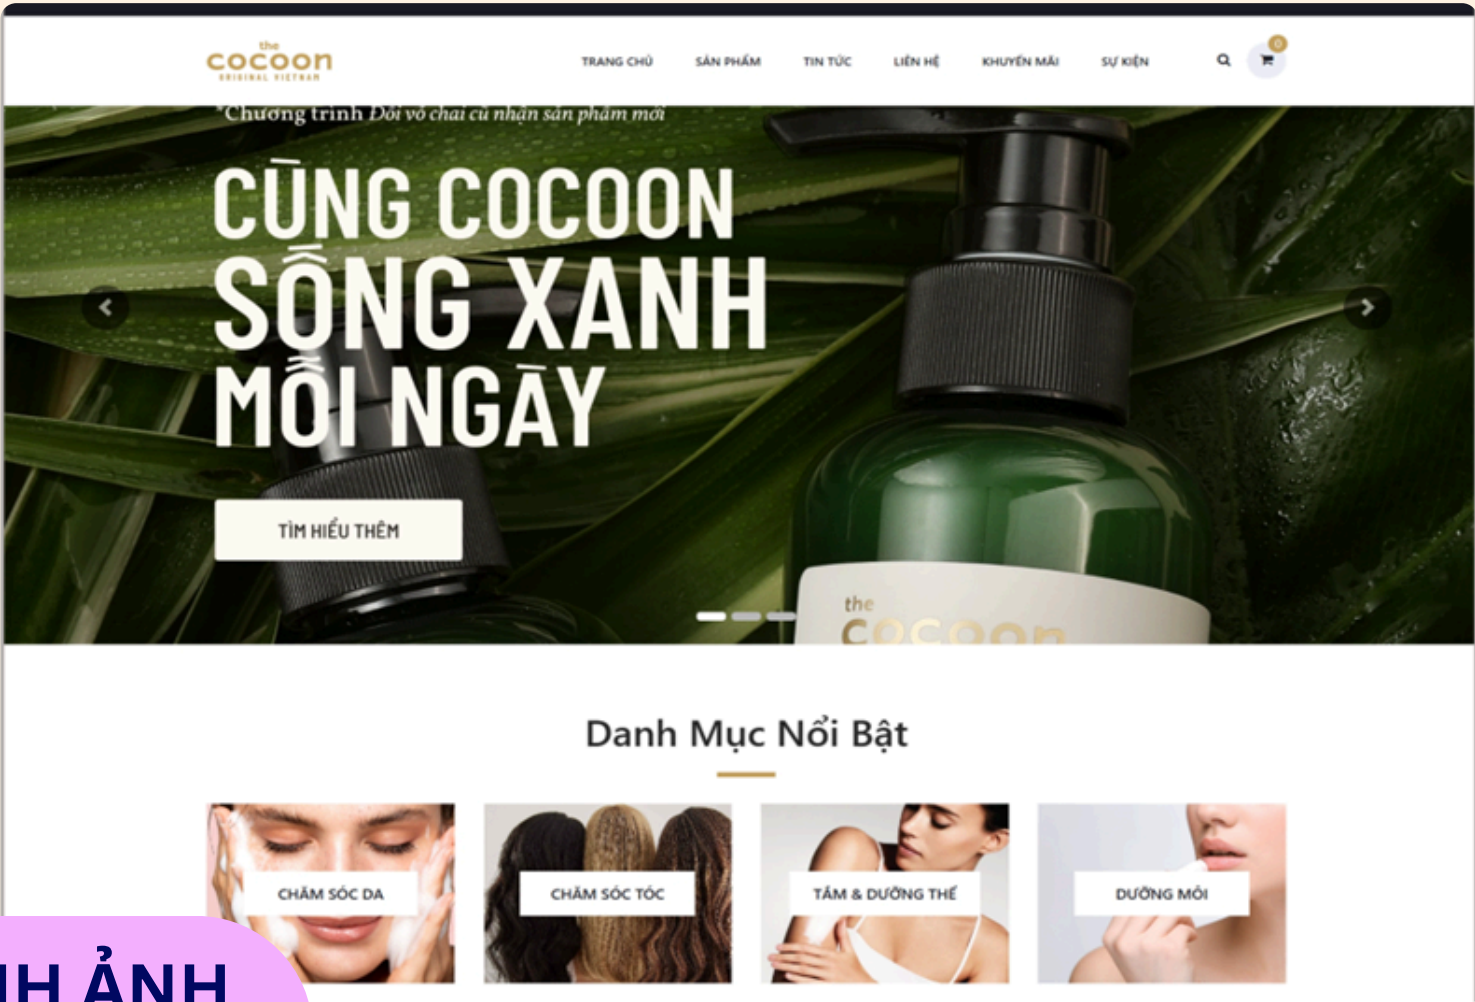 the
cocoon
ORIGINAL VIETNAM
TRANG CHỦ
SẢN PHẨM
TIN TỨC
LIÊN HỆ
KHUYẾN MÃI
SỰ KIỆN
0
*Chương trình Đổi vỏ chai cũ nhận sản phẩm mới
CÙNG COCOON
SỐNG XANH
MỖI NGÀY
TÌM HIỂU THÊM
the
cocoon
Danh Mục Nổi Bật
CHĂM SÓC DA
CHĂM SÓC TÓC
TẮM & DƯỠNG THỂ
DƯỠNG MÔI
NH ẢNH